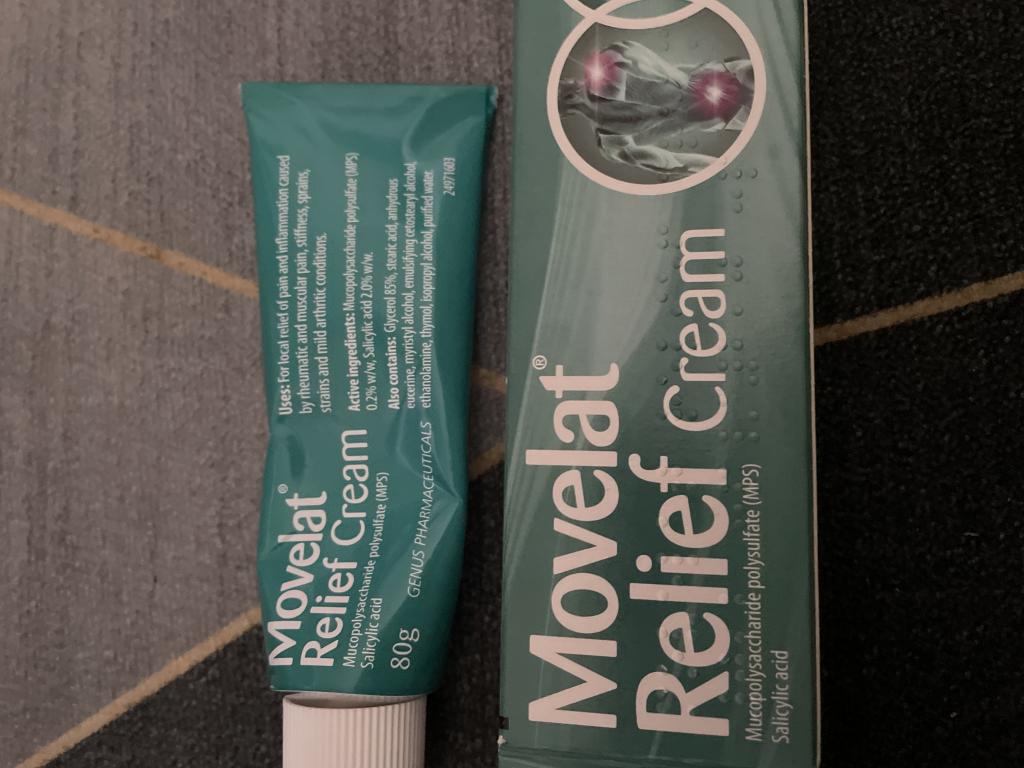 Movelat®
Relief Cream
Mucopolysaccharide polysulfate (MPS)
Salicylic acid
80g
GENUS PHARMACEUTICALS
Uses: For local relief of pain and inflammation caused
by rheumatic and muscular pain, stiffness, sprains,
strains and mild arthritic conditions.
Active ingredients: Mucopolysaccharide polysulfate (MPS)
0.2% w/w, Salicylic acid 2.0% w/w.
Also contains: Glycerol 85%, stearic acid, anhydrous
eucerine, myristyl alcohol, emulsifying cetostearyl alcohol,
ethanolamine, thymol, isopropyl alcohol, purified water.
24971603
Movelat®
Relief Cream
Mucopolysaccharide polysulfate (MPS)
Salicylic acid